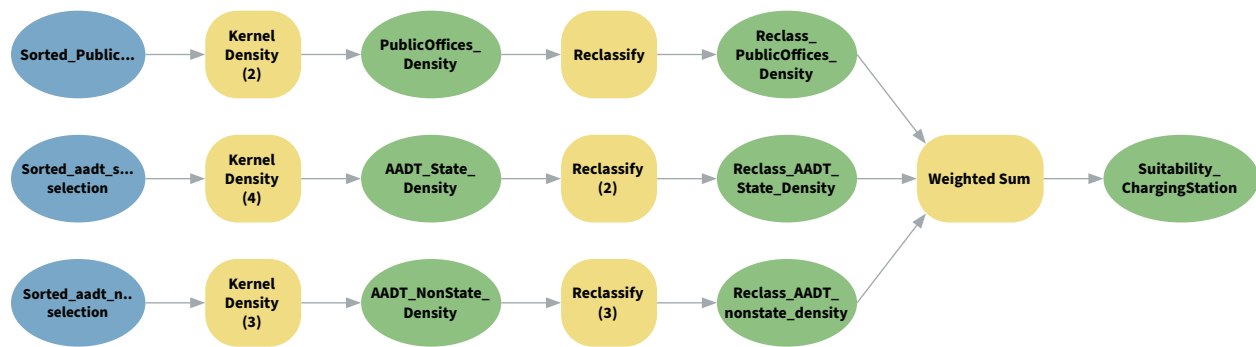 Sorted_Public...
Kernel
Density
(2)
PublicOffices_
Density
Reclassify
Reclass_
PublicOffices_
Density
Sorted_aadt_s...
selection
Kernel
Density
(4)
AADT_State_
Density
Reclassify
(2)
Reclass_AADT_
State_Density
Weighted Sum
Suitability_
ChargingStation
Sorted_aadt_n..
selection
Kernel
Density
(3)
AADT_NonState_
Density
Reclassify
(3)
Reclass_AADT_
nonstate_density